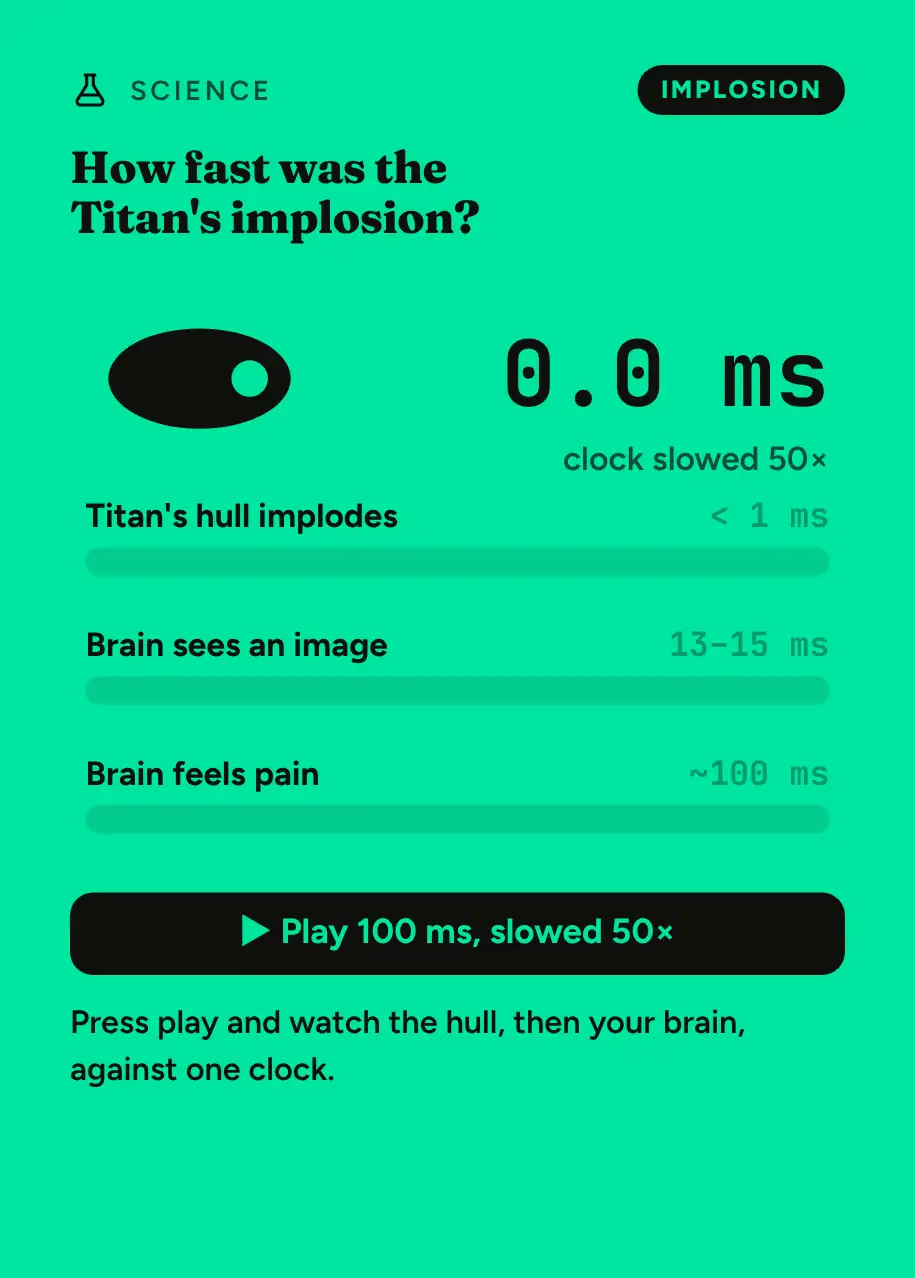 SCIENCE
IMPLOSION
How fast was the
Titan's implosion?
0.0 ms
clock slowed 50×
Titan's hull implodes
< 1 ms
Brain sees an image
13–15 ms
Brain feels pain
~100 ms
▶ Play 100 ms, slowed 50×
Press play and watch the hull, then your brain,
against one clock.